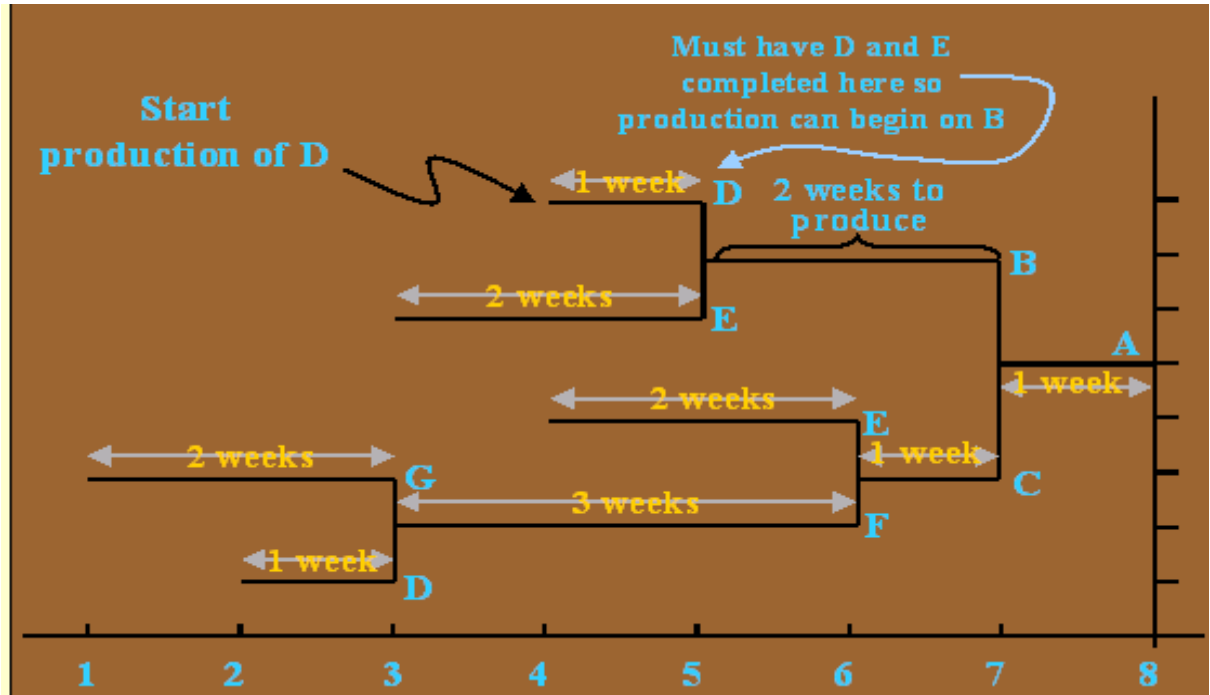 Must have D and E
completed here so
production can begin on B
Start
production of D
1 week
D
2 weeks to
produce
B
2 weeks
E
A
1 week
2 weeks
E
2 weeks
G
1 week
C
3 weeks
F
1 week
D
1 2 3 4 5 6 7 8